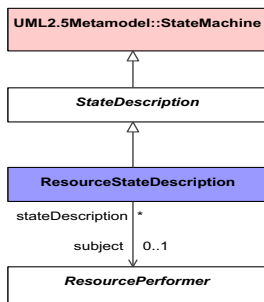 UML2.5Metamodel::StateMachine
StateDescription
ResourceStateDescription
stateDescription *
subject 0..1
ResourcePerformer